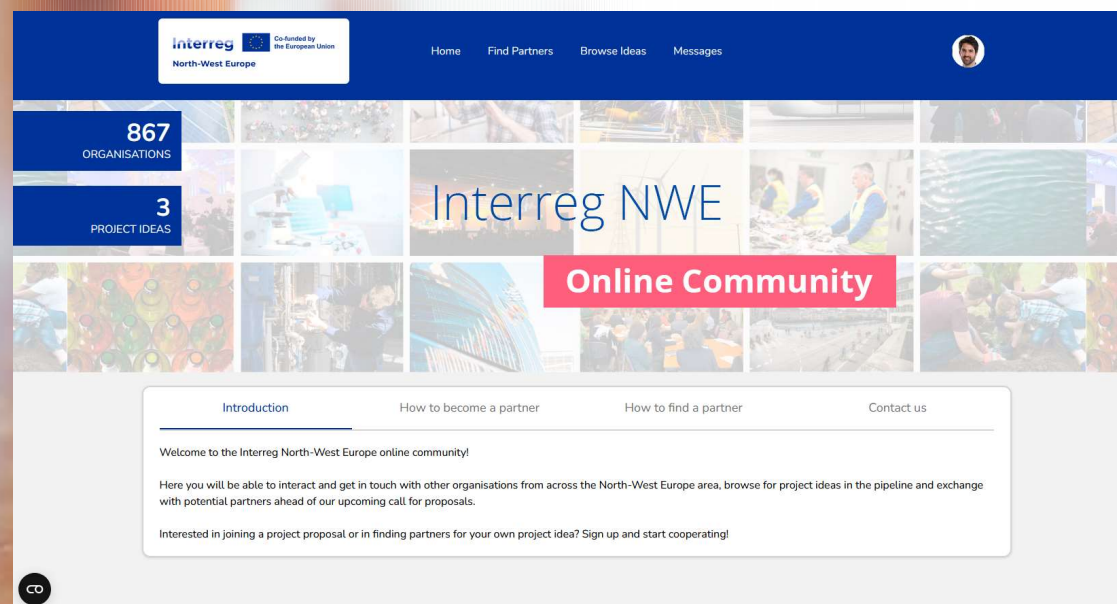 Interreg
Co-funded by
the European Union
North-West Europe
Home Find Partners Browse Ideas Messages
867
ORGANISATIONS
3
PROJECT IDEAS
Interreg NWE
Online Community
Introduction How to become a partner How to find a partner Contact us
Welcome to the Interreg North-West Europe online community!
Here you will be able to interact and get in touch with other organisations from across the North-West Europe area, browse for project ideas in the pipeline and exchange
with potential partners ahead of our upcoming call for proposals.
Interested in joining a project proposal or in finding partners for your own project idea? Sign up and start cooperating!